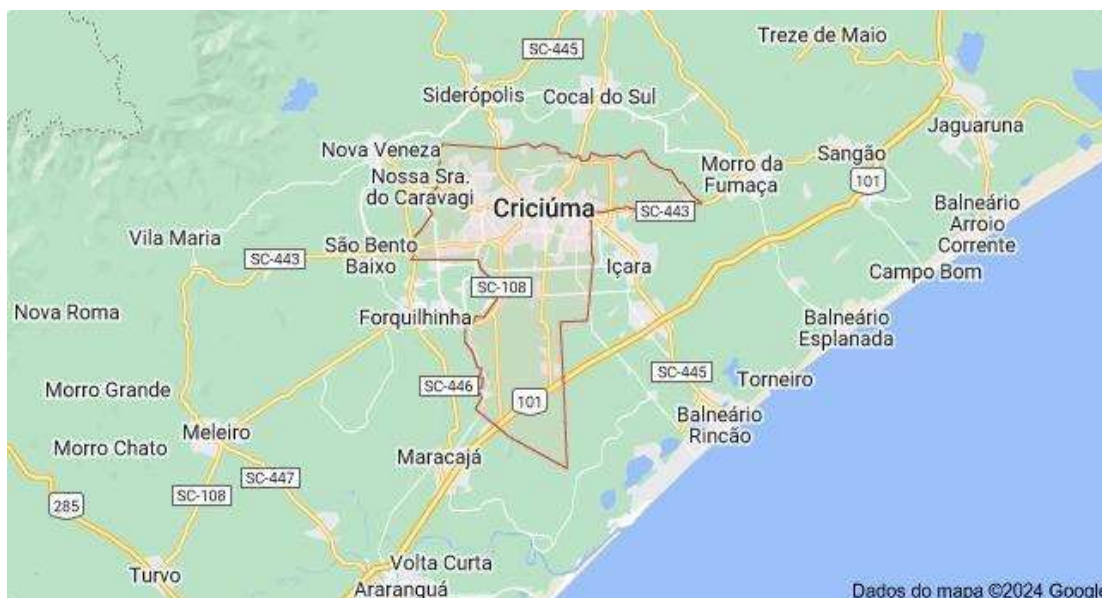 Treze de Maio
SC-445
Siderópolis
Cocal do Sul
Jaguaruna
Nova Veneza
Morro da
Fumaça
Sangão
101
Nossa Sra.
do Caravagi
Criciúma
SC-443
Balneário
Arroio
Corrente
Vila Maria
São Bento
Baixo
SC-443
Içara
Campo Bom
SC-108
Nova Roma
Forquilhinha
Balneário
Esplanada
Morro Grande
SC-446
101
SC-445
Torneiro
Balneário
Rincão
Meleiro
Morro Chato
Maracajá
SC-447
SC-108
285
Turvo
Volta Curta
Araranguá
Dados do mapa ©2024 Google